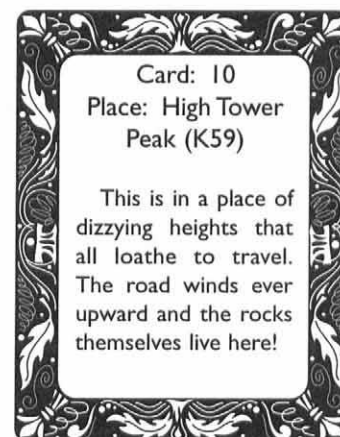 Card: 10
Place: High Tower
Peak (K59)
This is in a place of
dizzying heights that
all loathe to travel.
The road winds ever
upward and the rocks
themselves live here!